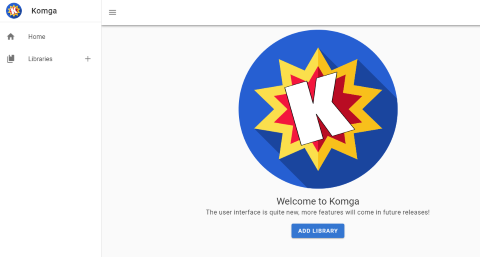 Komga
Home
Libraries
K
Welcome to Komga
The user interface is quite new, more features will come in future releases!
ADD LIBRARY